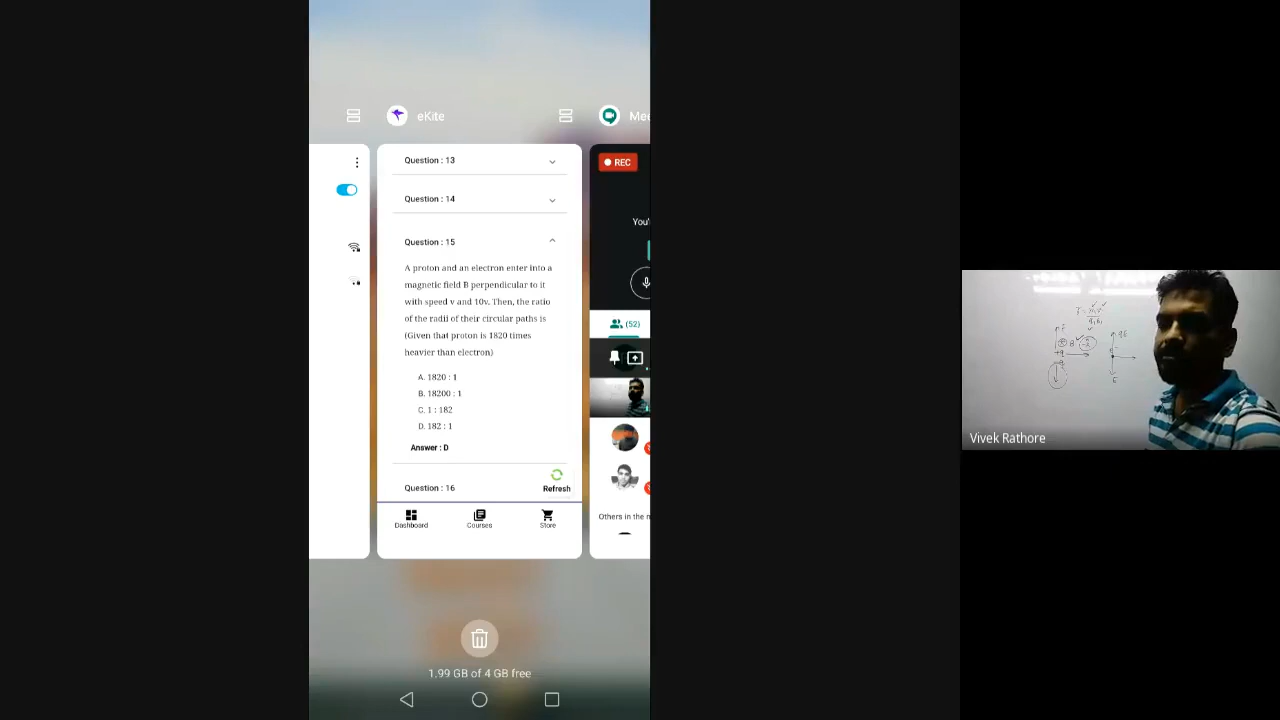 eKite
Mee
Question : 13
REC
Question : 14
You'
Question : 15
A proton and an electron enter into a
magnetic field B perpendicular to it
with speed v and 10v. Then, the ratio
of the radii of their circular paths is
(Given that proton is 1820 times
heavier than electron)
(52)
A. 1820 : 1
B. 18200 : 1
C. 1 : 182
D. 182 : 1
Answer : D
Question : 16
Refresh
Others in the m
Dashboard
Courses
Store
1.99 GB of 4 GB free
Vivek Rathore